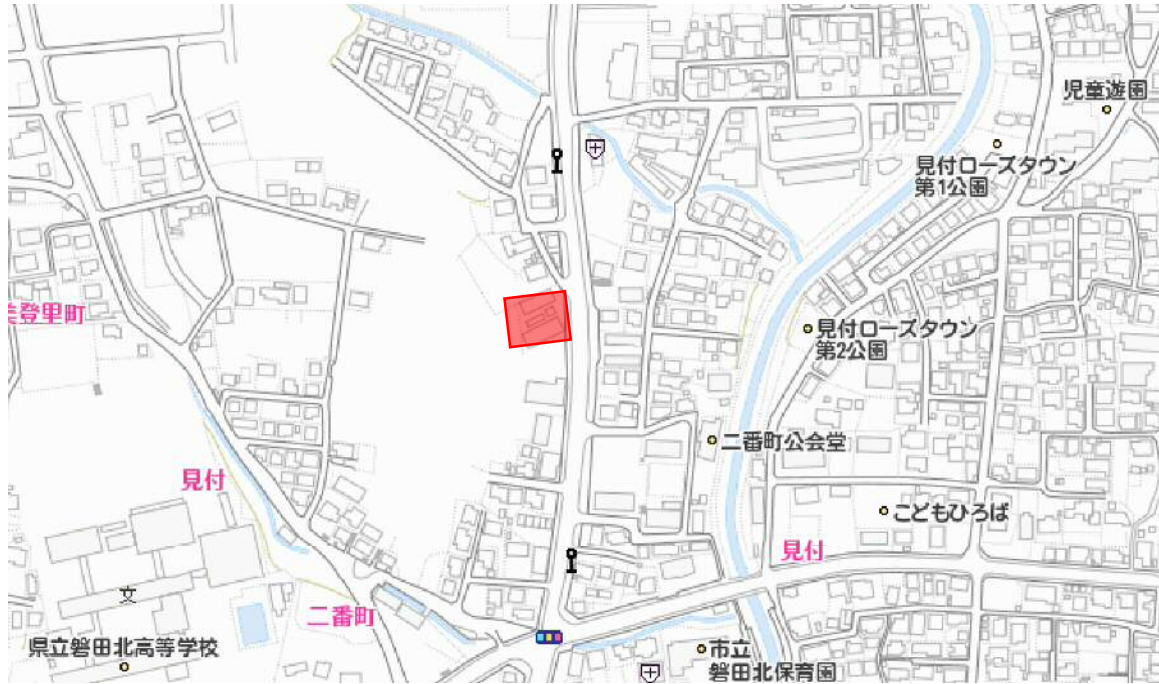 児童遊園
見付ローズタウン
第1公園
美登里町
見付ローズタウン
第2公園
二番町公会堂
見付
こどもひろば
見付
文
二番町
県立磐田北高等学校
市立
磐田北保育園